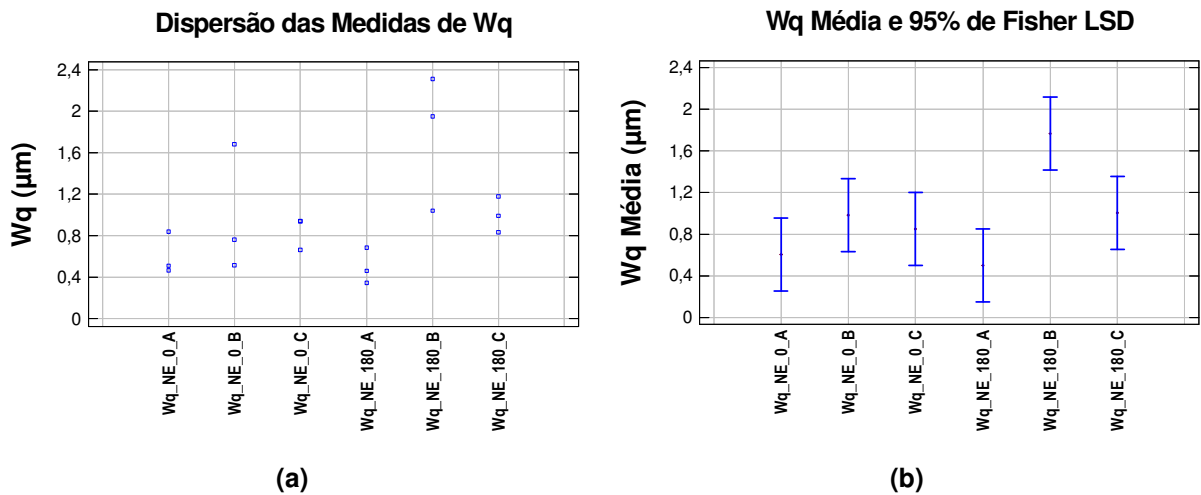 Dispersão das Medidas de Wq
Wq (µm)
2,4
2
1,6
1,2
0,8
0,4
0
Wq_NE_0_A
Wq_NE_0_B
Wq_NE_0_C
Wq_NE_180_A
Wq_NE_180_B
Wq_NE_180_C
(a)
Wq Média e 95% de Fisher LSD
Wq Média (µm)
2,4
2
1,6
1,2
0,8
0,4
0
Wq_NE_0_A
Wq_NE_0_B
Wq_NE_0_C
Wq_NE_180_A
Wq_NE_180_B
Wq_NE_180_C
(b)